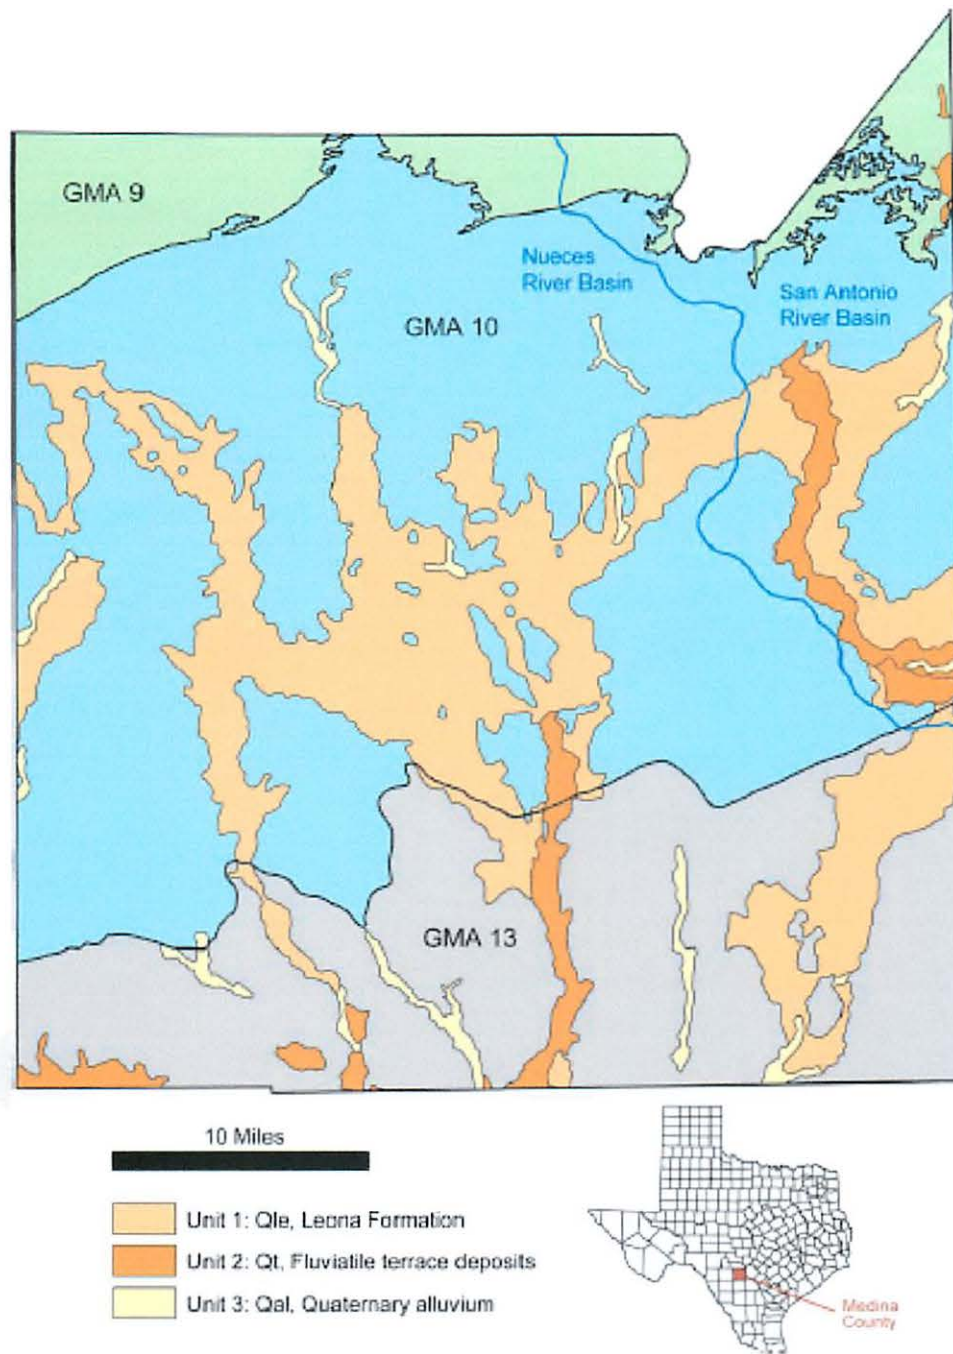 GMA 9
Nueces
River Basin
San Antonio
River Basin
GMA 10
GMA 13
10 Miles
Unit 1: Qle, Leona Formation
Unit 2: Qt, Fluviatile terrace deposits
Unit 3: Qal, Quaternary alluvium
Medina
County